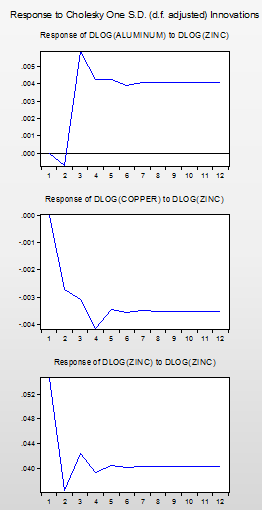 Response to Cholesky One S.D. (d.f. adjusted) Innovations
Response of DLOG(ALUMINUM) to DLOG(ZINC)
.005
.004
.003
.002
.001
.000
1 2 3 4 5 6 7 8 9 10 11 12
Response of DLOG(COPPER) to DLOG(ZINC)
.000
-.001
-.002
-.003
-.004
1 2 3 4 5 6 7 8 9 10 11 12
Response of DLOG(ZINC) to DLOG(ZINC)
.052
.048
.044
.040
1 2 3 4 5 6 7 8 9 10 11 12